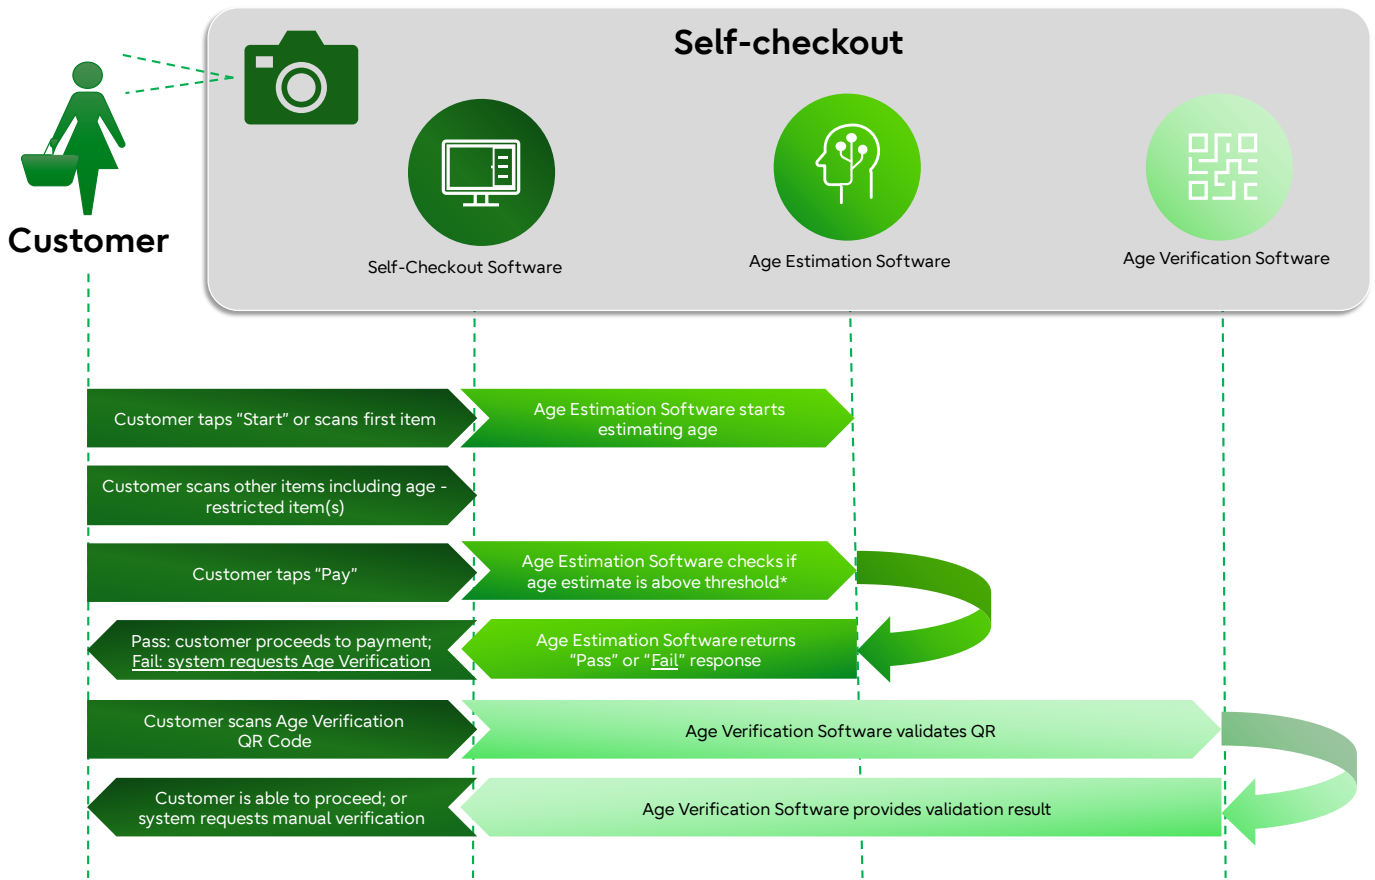 Self-checkout
Customer
Self-Checkout Software
Age Estimation Software
Age Verification Software
Customer taps “Start” or scans first item
Age Estimation Software starts
estimating age
Customer scans other items including age -
restricted item(s)
Customer taps “Pay”
Age Estimation Software checks if
age estimate is above threshold*
Pass: customer proceeds to payment;
Fail: system requests Age Verification
Age Estimation Software returns
“Pass” or “Fail” response
Customer scans Age Verification
QR Code
Age Verification Software validates QR
Customer is able to proceed; or
system requests manual verification
Age Verification Software provides validation result